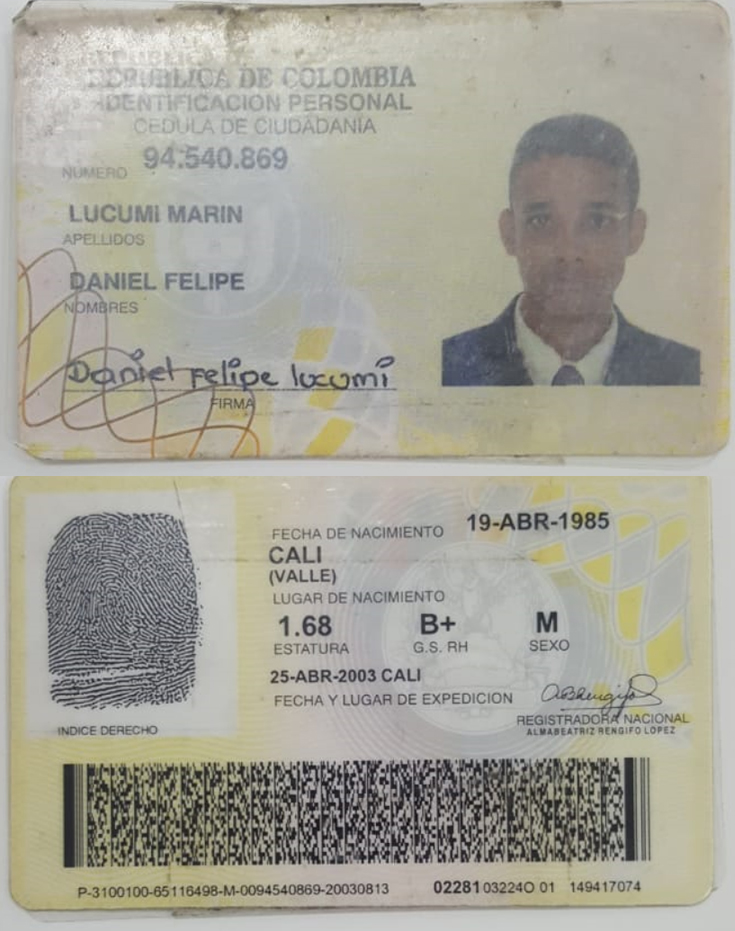 REPUBLICA DE COLOMBIA
IDENTIFICACION PERSONAL
CEDULA DE CIUDADANIA
NUMERO 94.540.869
LUCUMI MARIN
APELLIDOS
DANIEL FELIPE
NOMBRES
Daniel felipe lucumi
FIRMA
FECHA DE NACIMIENTO 19-ABR-1985
CALI
(VALLE)
LUGAR DE NACIMIENTO
1.68 B+ M
ESTATURA G.S. RH SEXO
25-ABR-2003 CALI
FECHA Y LUGAR DE EXPEDICION
REGISTRADORA NACIONAL
ALMABEATRIZ RENGIFO LOPEZ
INDICE DERECHO
P-3100100-65116498-M-0094540869-20030813 02281 03224O 01 149417074